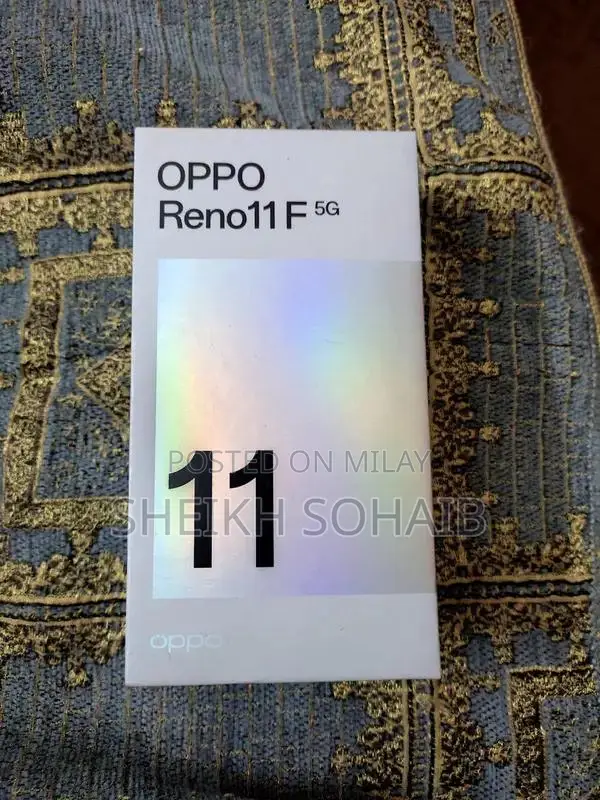 OPPO
Reno11 F 5G
POSTED ON MILAY
11
SHEIKH SOHAIB
oppo